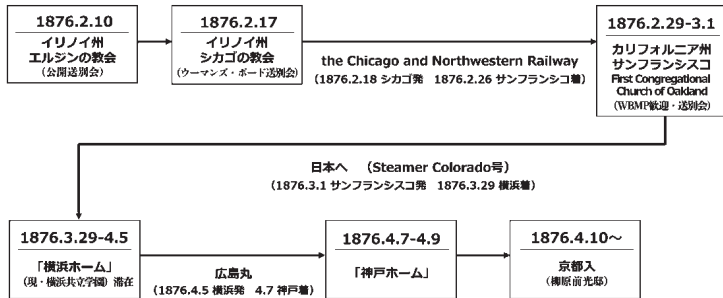 1876.2.10
イリノイ州
エルジンの教会
(公開送別会)
1876.2.17
イリノイ州
シカゴの教会
(ウーマンズ・ボード送別会)
the Chicago and Northwestern Railway
(1876.2.18 シカゴ発 1876.2.26 サンフランシコ着)
1876.2.29-3.1
カリフォルニア州
サンフランシスコ
First Congregational
Church of Oakland
(WBMP歓迎・送別会)
日本へ (Steamer Colorado号)
(1876.3.1 サンフランシスコ発 1876.3.29 横浜着)
1876.3.29-4.5
「横浜ホーム」
(現・横浜共立学園) 滞在
広島丸
(1876.4.5 横浜発 4.7 神戸着)
1876.4.7-4.9
「神戸ホーム」
1876.4.10～
京都入
(柳原前光邸)